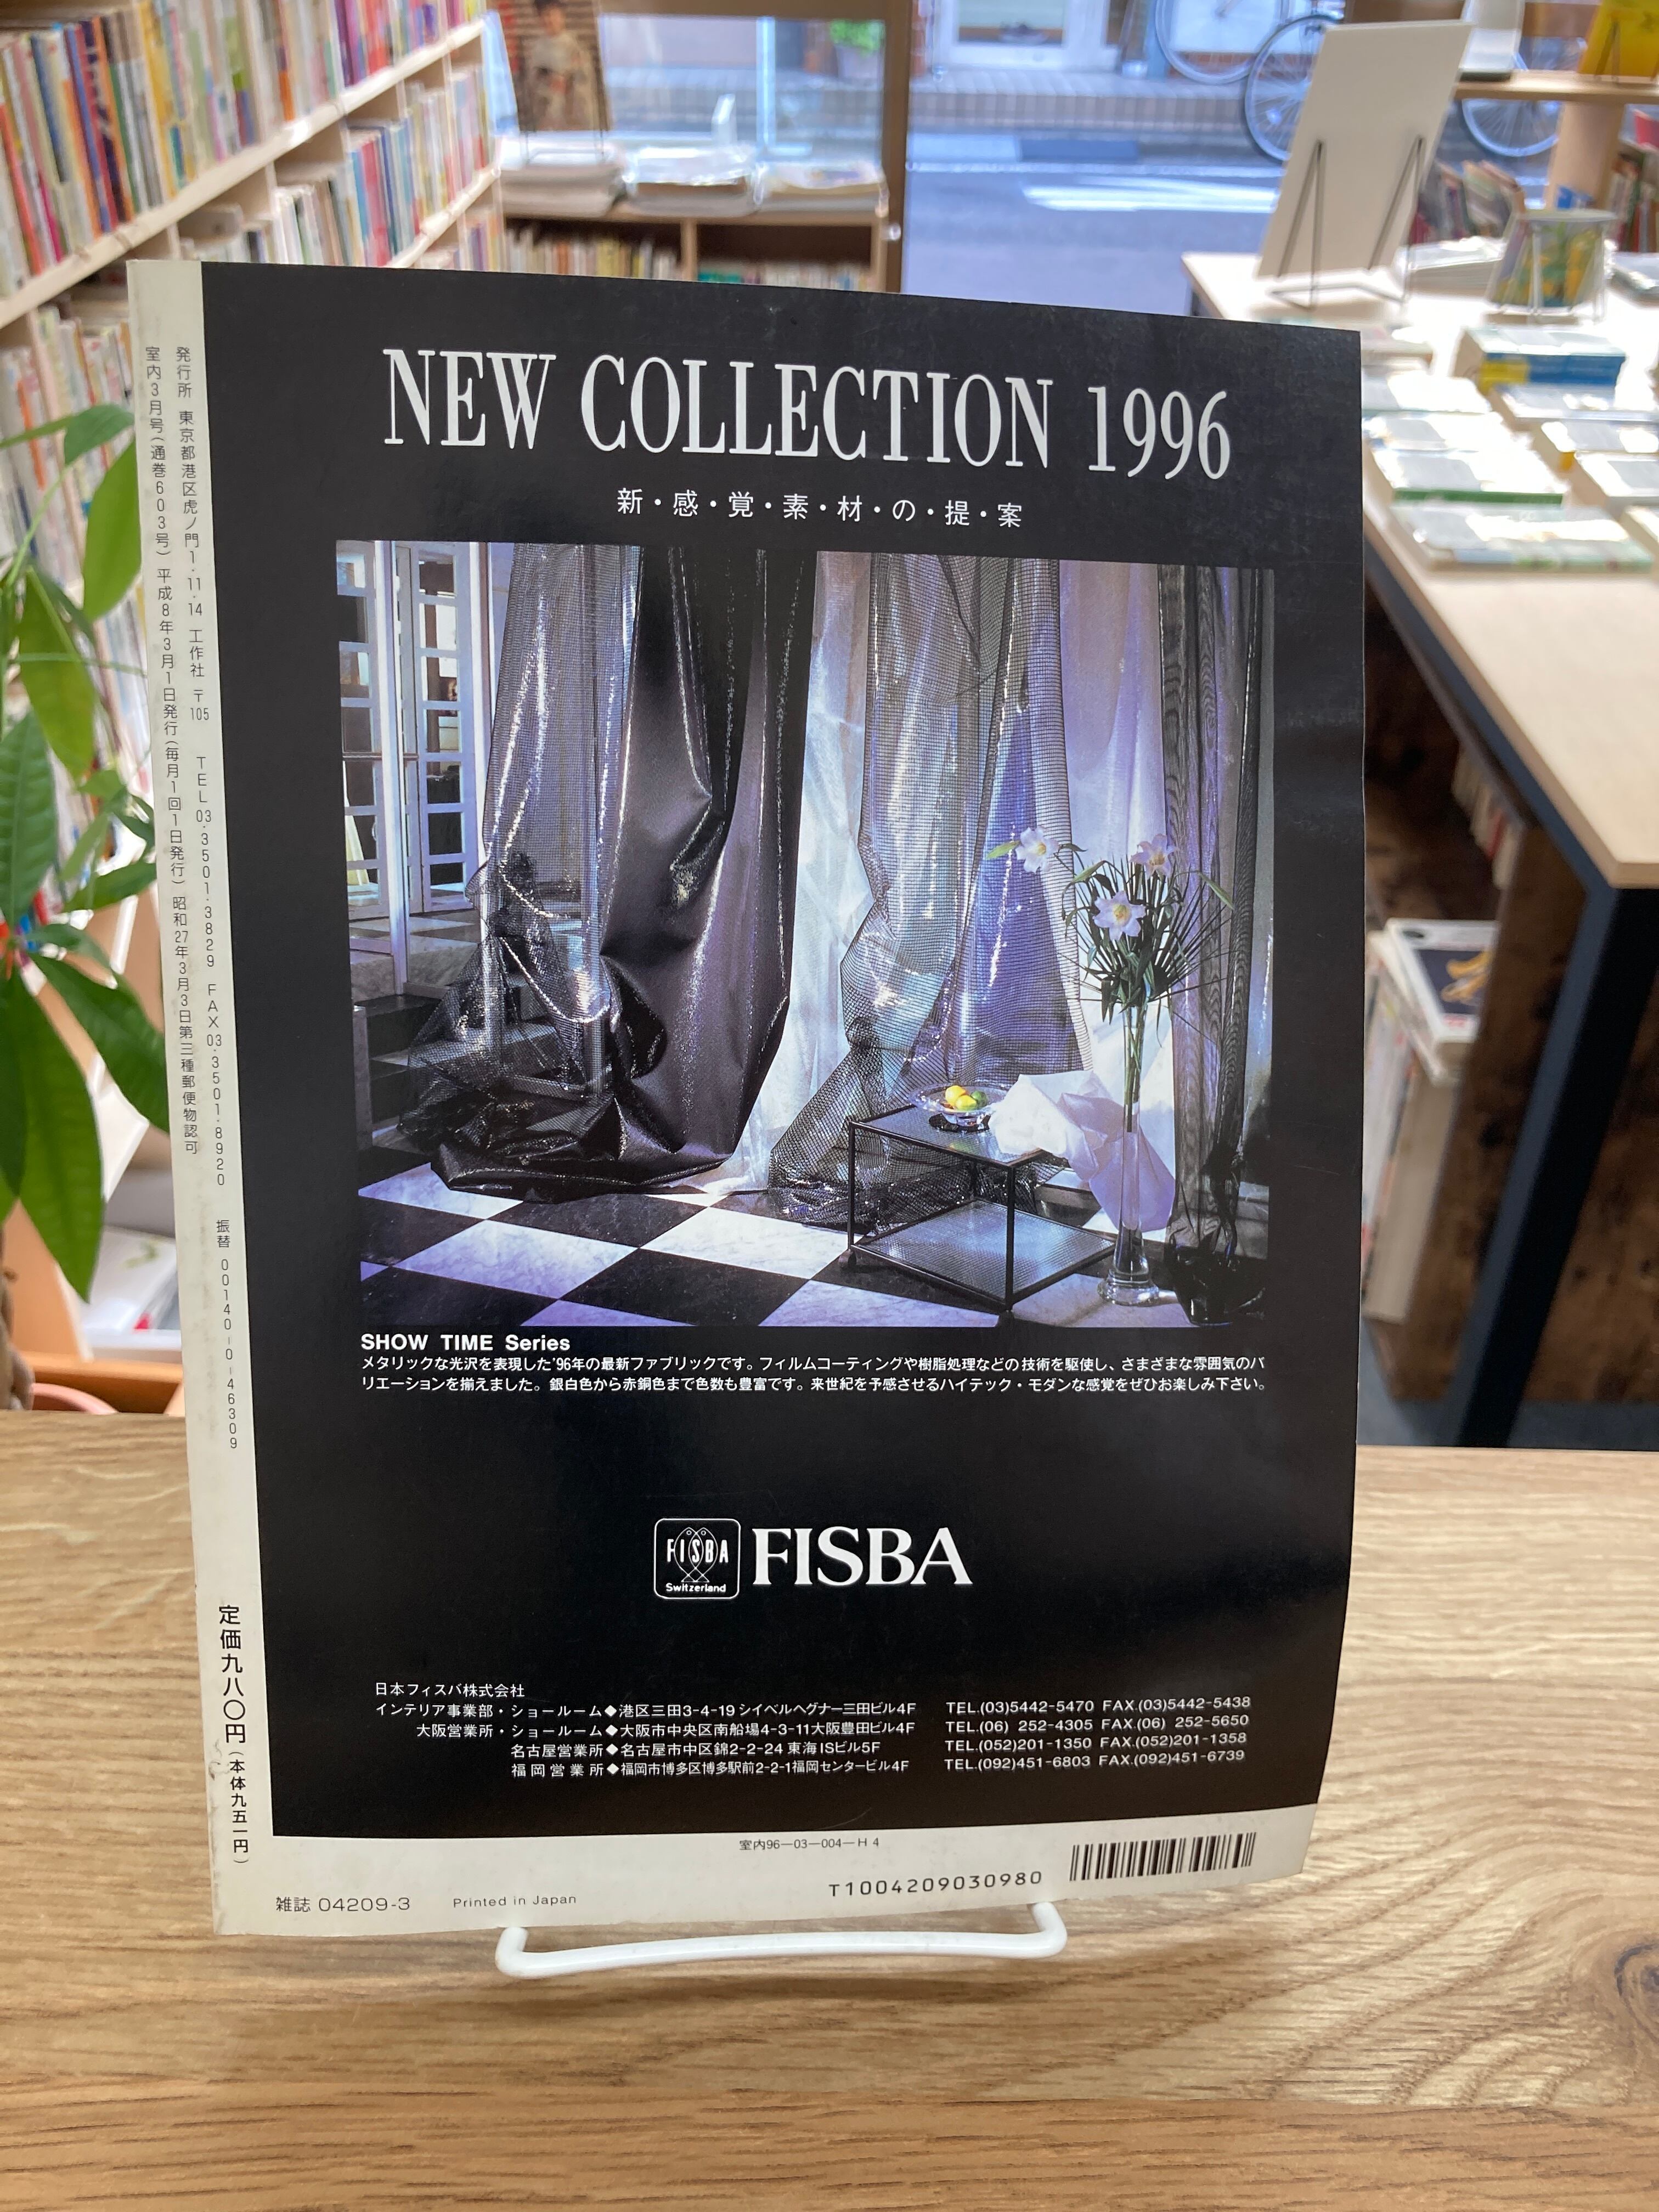 発行所 東京都港区虎ノ門1・11・14 工作社 〒105 TEL03・3501・3829 FAX03・3501・8920 振替 00140-0-46309
室内3月号(通巻603号) 平成8年3月1日発行(毎月1回1日発行) 昭和27年3月3日第三種郵便物認可
定価九八〇円(本体九五一円)
NEW COLLECTION 1996
新・感・覚・素・材・の・提・案
SHOW TIME Series
メタリックな光沢を表現した'96年の最新ファブリックです。フィルムコーティングや樹脂処理などの技術を駆使し、さまざまな雰囲気のバ
リエーションを揃えました。銀白色から赤銅色まで色数も豊富です。来世紀を予感させるハイテック・モダンな感覚をぜひお楽しみ下さい。
FISBA
Switzerland
FISBA
日本フィスバ株式会社
インテリア事業部・ショールーム◆港区三田3-4-19 シイベルヘグナー三田ビル4F TEL.(03)5442-5470 FAX.(03)5442-5438
大阪営業所・ショールーム◆大阪市中央区南船場4-3-11大阪豊田ビル4F TEL.(06) 252-4305 FAX.(06) 252-5650
名古屋営業所◆名古屋市中区錦2-2-24 東海ISビル5F TEL.(052)201-1350 FAX.(052)201-1358
福岡営業所◆福岡市博多区博多駅前2-2-1福岡センタービル4F TEL.(092)451-6803 FAX.(092)451-6739
室内96―03―004―H 4
T1004209030980
雑誌 04209-3 Printed in Japan